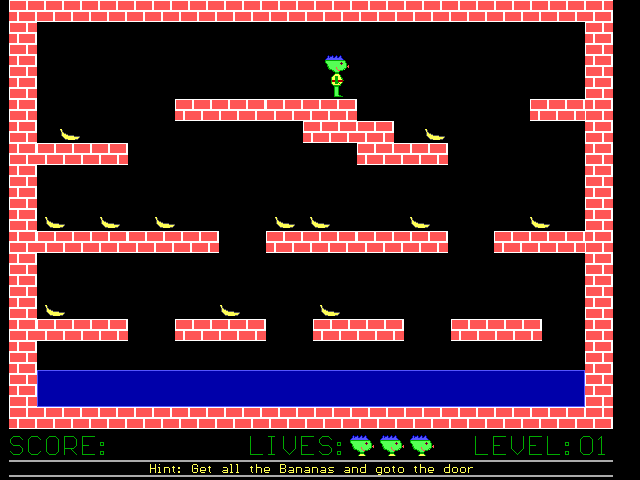 SCORE: LIVES: LEVEL:01
Hint: Get all the Bananas and goto the door